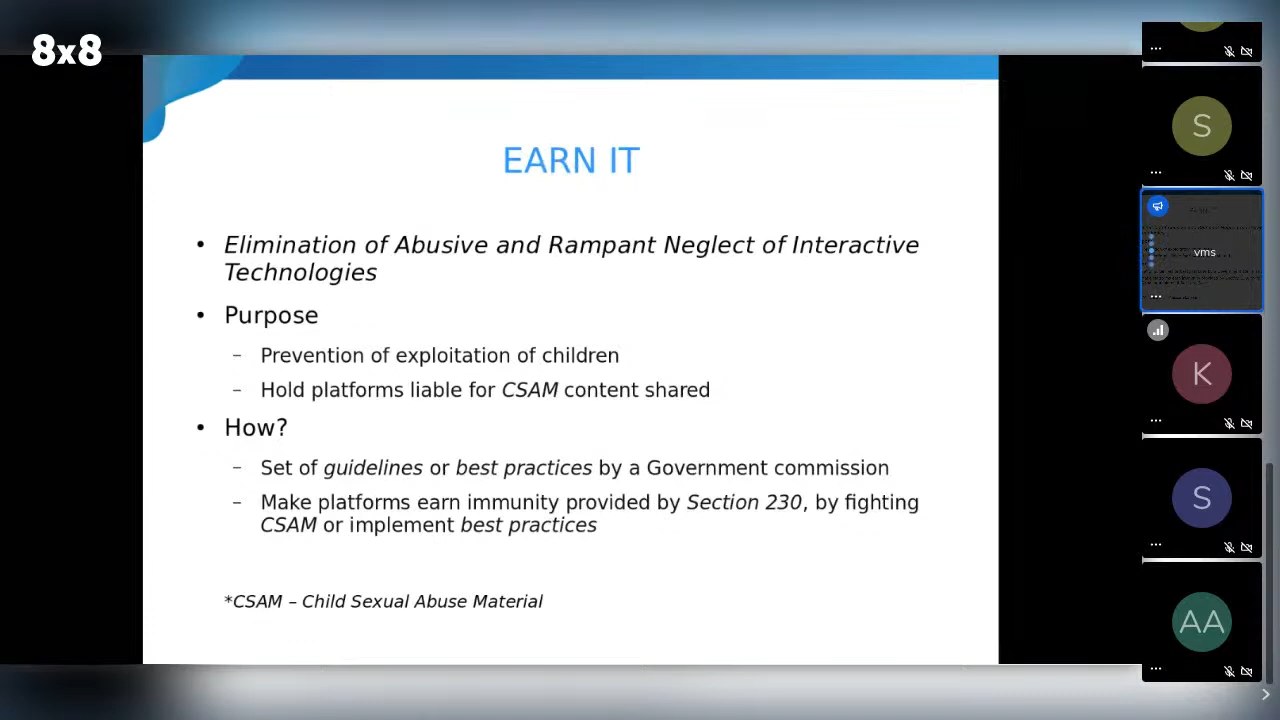 8x8
EARN IT
• Elimination of Abusive and Rampant Neglect of Interactive
Technologies
• Purpose
– Prevention of exploitation of children
– Hold platforms liable for CSAM content shared
• How?
– Set of guidelines or best practices by a Government commission
– Make platforms earn immunity provided by Section 230, by fighting
CSAM or implement best practices
*CSAM – Child Sexual Abuse Material
S
vms
K
S
AA